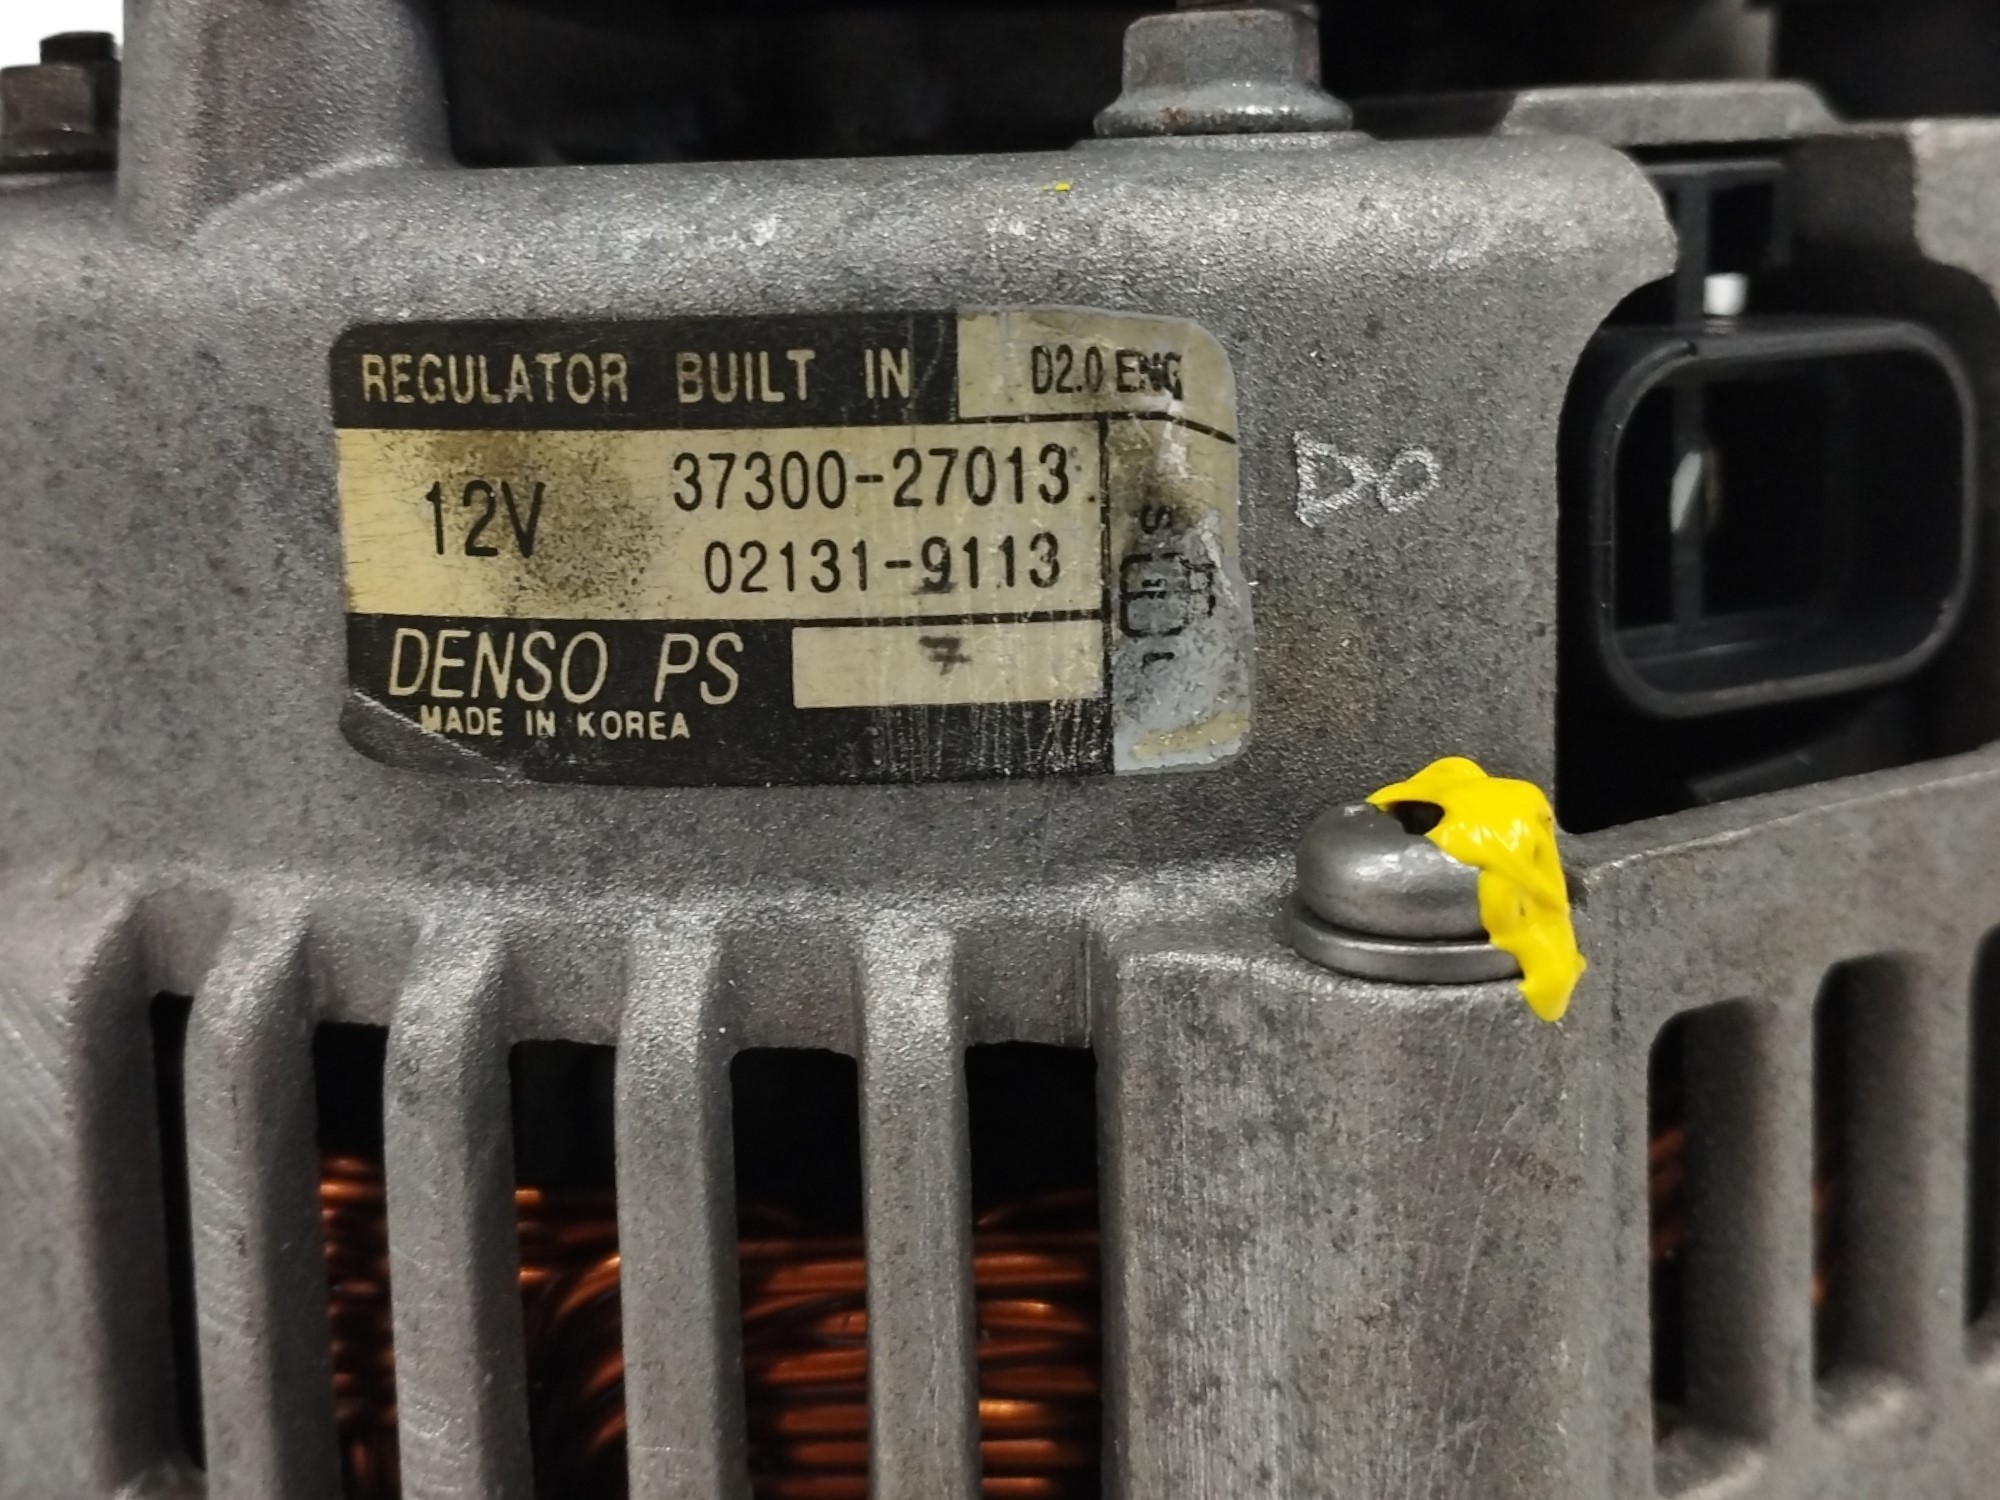 REGULATOR BUILT IN
D2.0 ENG
12V
37300-27013
02131-9113
DENSO PS
7
MADE IN KOREA
DO